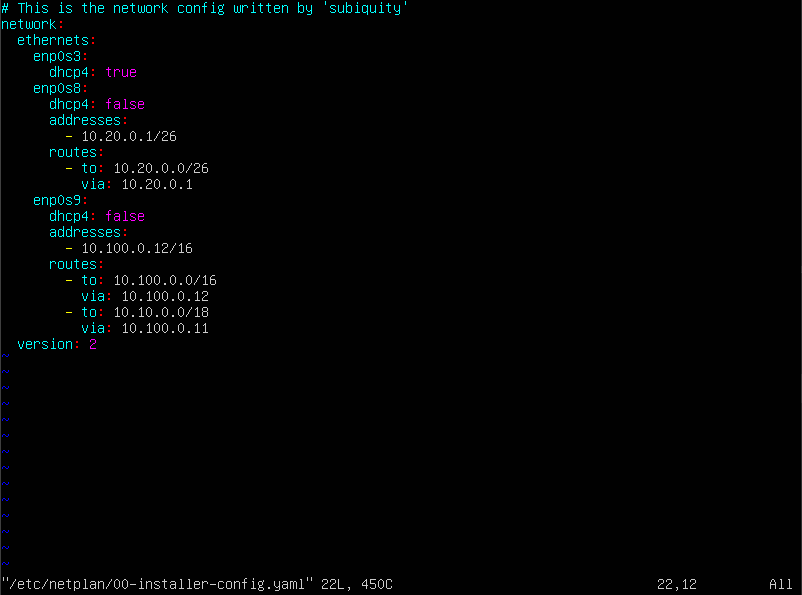 # This is the network config written by 'subiquity'
network:
  ethernets:
    enp0s3:
      dhcp4: true
    enp0s8:
      dhcp4: false
      addresses:
        - 10.20.0.1/26
      routes:
        - to: 10.20.0.0/26
          via: 10.20.0.1
    enp0s9:
      dhcp4: false
      addresses:
        - 10.100.0.12/16
      routes:
        - to: 10.100.0.0/16
          via: 10.100.0.12
        - to: 10.10.0.0/18
          via: 10.100.0.11
  version: 2
~
~
~
~
~
~
~
~
~
~
~
~
~
~
"/etc/netplan/00-installer-config.yaml" 22L, 450C 22,12 All